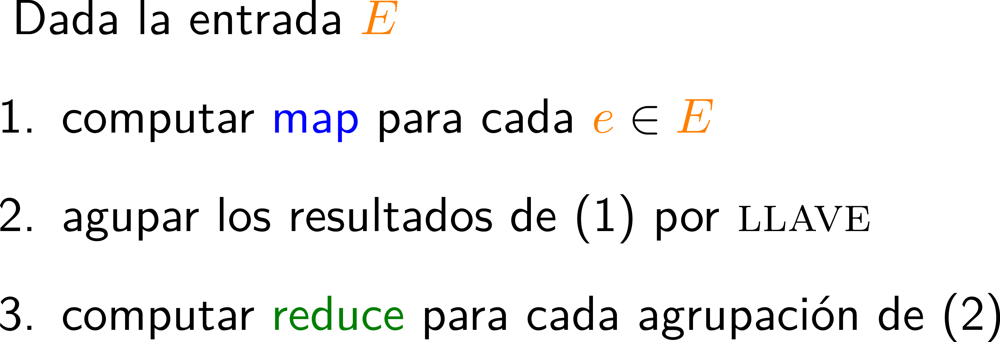 Dada la entrada E
1. computar map para cada e ∈ E
2. agupar los resultados de (1) por LLAVE
3. computar reduce para cada agrupación de (2)